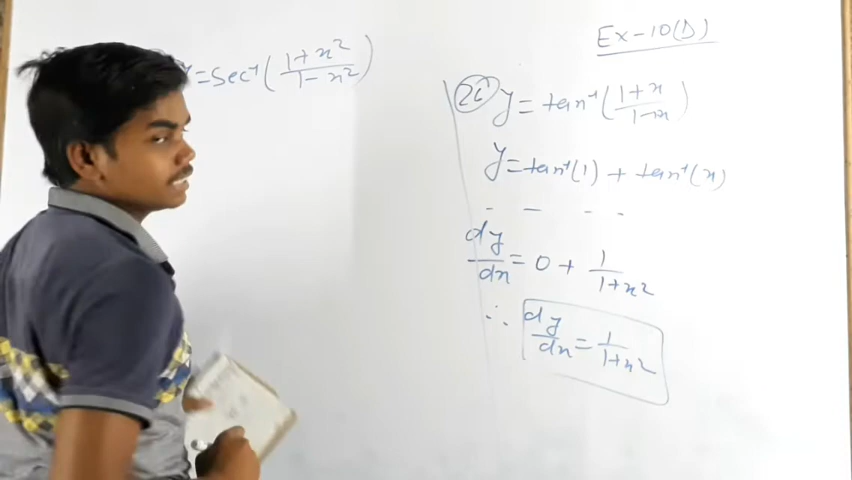 Ex-10(D)
y=Sec⁻¹(1+x²/1-x²)
2(i) y = tan⁻¹(1+x/1-x)
y = tan⁻¹(1) + tan⁻¹(x)
dy/dx = 0 + 1/1+x²
∴ dy/dx = 1/1+x²